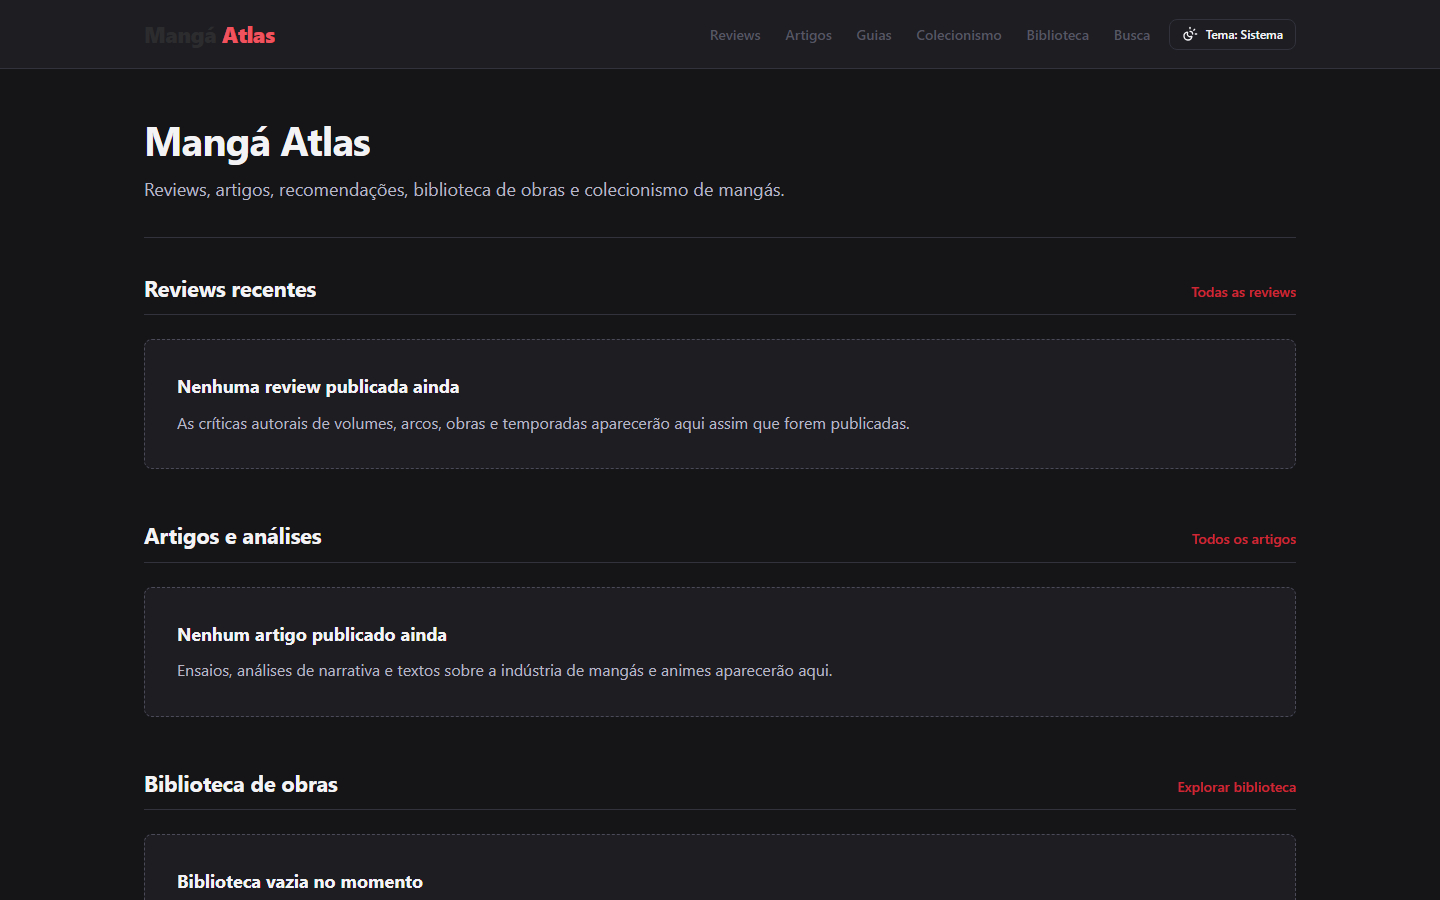 Mangá Atlas
Reviews Artigos Guias Colecionismo Biblioteca Busca Tema: Sistema
Mangá Atlas
Reviews, artigos, recomendações, biblioteca de obras e colecionismo de mangás.
Reviews recentes
Todas as reviews
Nenhuma review publicada ainda
As críticas autorais de volumes, arcos, obras e temporadas aparecerão aqui assim que forem publicadas.
Artigos e análises
Todos os artigos
Nenhum artigo publicado ainda
Ensaios, análises de narrativa e textos sobre a indústria de mangás e animes aparecerão aqui.
Biblioteca de obras
Explorar biblioteca
Biblioteca vazia no momento